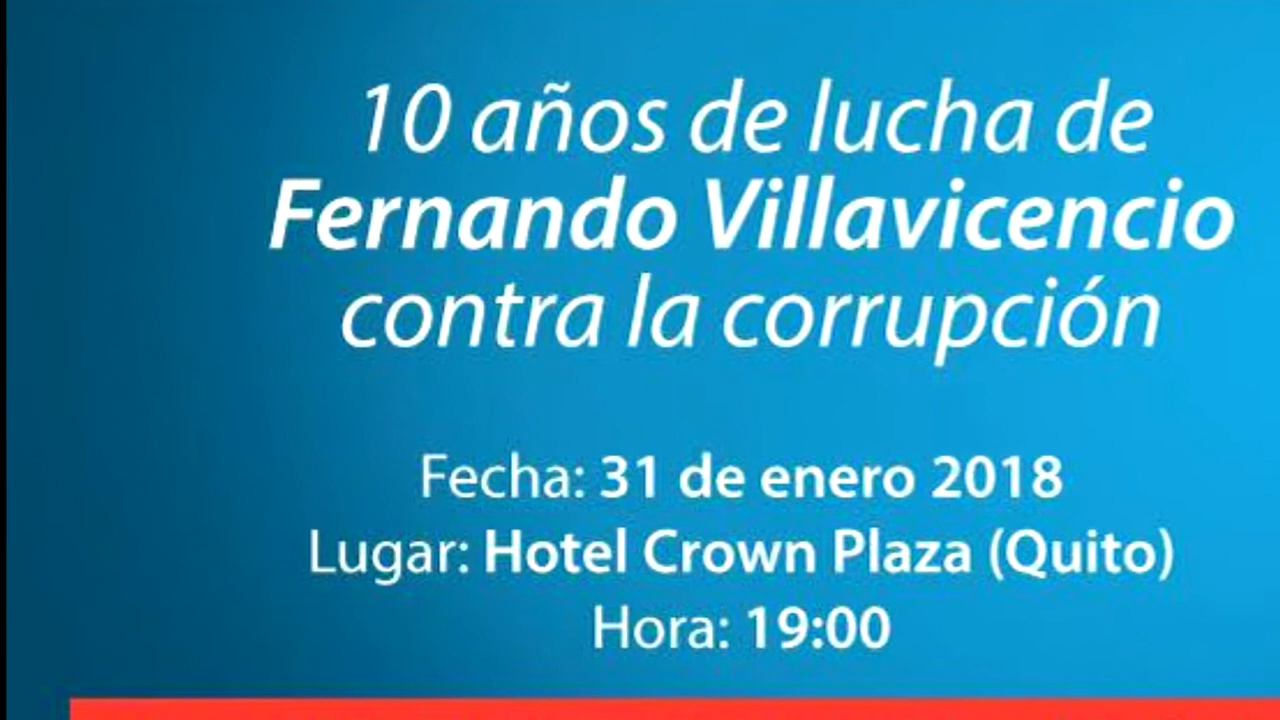 10 años de lucha de
Fernando Villavicencio
contra la corrupción
Fecha: 31 de enero 2018
Lugar: Hotel Crown Plaza (Quito)
Hora: 19:00